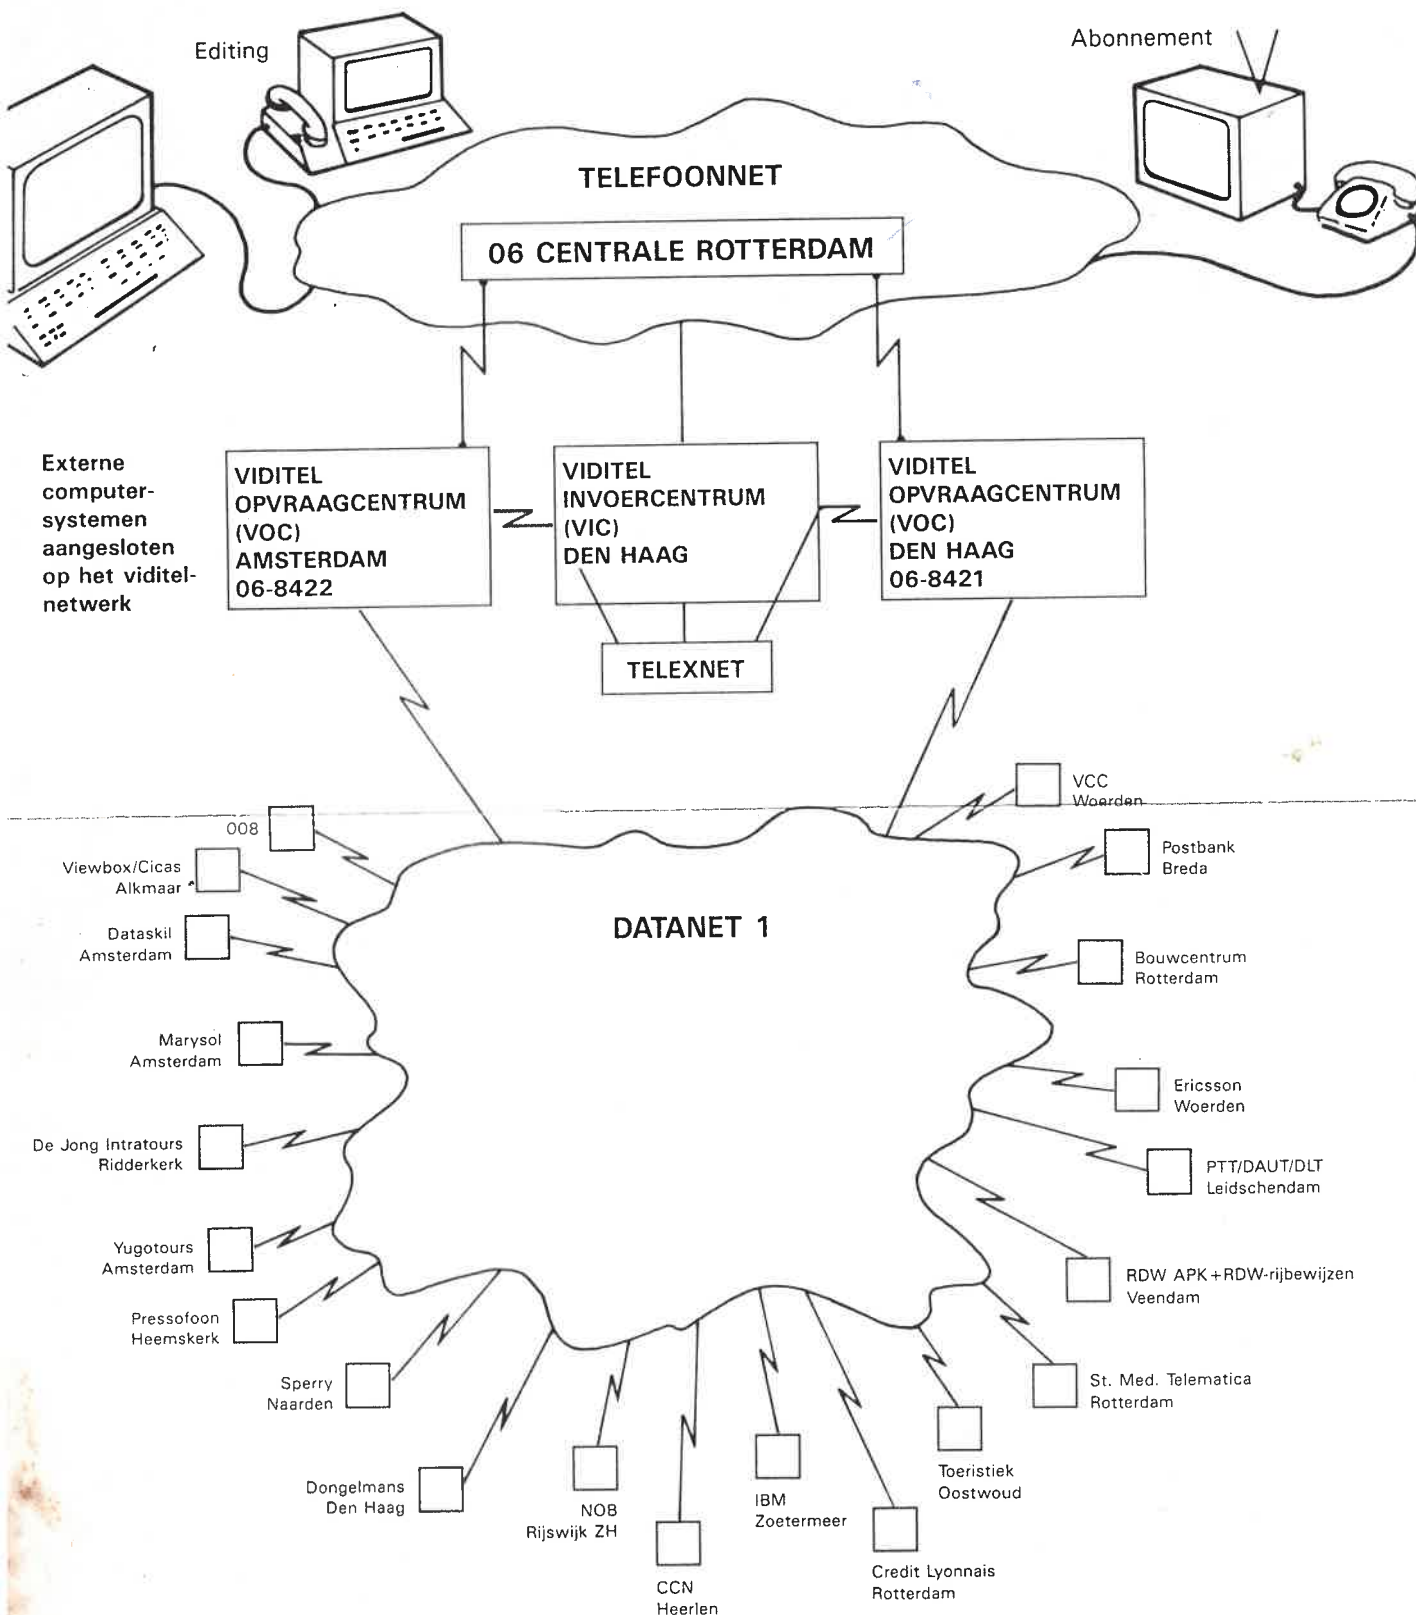 Editing
Abonnement
TELEFOONNET
06 CENTRALE ROTTERDAM
Externe
computer-
systemen
aangesloten
op het viditel-
netwerk
VIDITEL
OPVRAAGCENTRUM
(VOC)
AMSTERDAM
06-8422
VIDITEL
INVOERCENTRUM
(VIC)
DEN HAAG
VIDITEL
OPVRAAGCENTRUM
(VOC)
DEN HAAG
06-8421
TELEXNET
DATANET 1
008
Viewbox/Cicas
Alkmaar
Dataskil
Amsterdam
Marysol
Amsterdam
De Jong Intratours
Ridderkerk
Yugotours
Amsterdam
Pressofoon
Heemskerk
Sperry
Naarden
Dongelmans
Den Haag
NOB
Rijswijk ZH
CCN
Heerlen
IBM
Zoetermeer
Credit Lyonnais
Rotterdam
Toeristiek
Oostwoud
St. Med. Telematica
Rotterdam
RDW APK+RDW-rijbewijzen
Veendam
PTT/DAUT/DLT
Leidschendam
Ericsson
Woerden
Bouwcentrum
Rotterdam
Postbank
Breda
VCC
Woerden